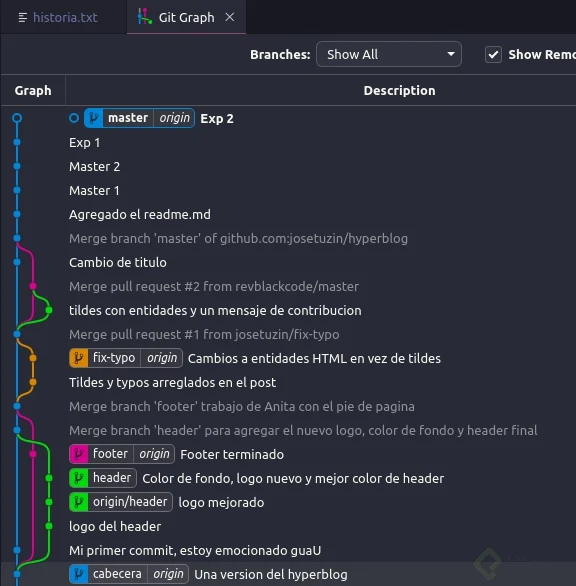 historia.txt
Git Graph
Branches: Show All Show Remo
Graph Description
master origin Exp 2
Exp 1
Master 2
Master 1
Agregado el readme.md
Merge branch 'master' of github.com:josetuzin/hyperblog
Cambio de titulo
Merge pull request #2 from revblackcode/master
tildes con entidades y un mensaje de contribucion
Merge pull request #1 from josetuzin/fix-typo
fix-typo origin Cambios a entidades HTML en vez de tildes
Tildes y typos arreglados en el post
Merge branch 'footer' trabajo de Anita con el pie de pagina
Merge branch 'header' para agregar el nuevo logo, color de fondo y header final
footer origin Footer terminado
header Color de fondo, logo nuevo y mejor color de header
origin/header logo mejorado
logo del header
Mi primer commit, estoy emocionado guaU
cabecera origin Una version del hyperblog